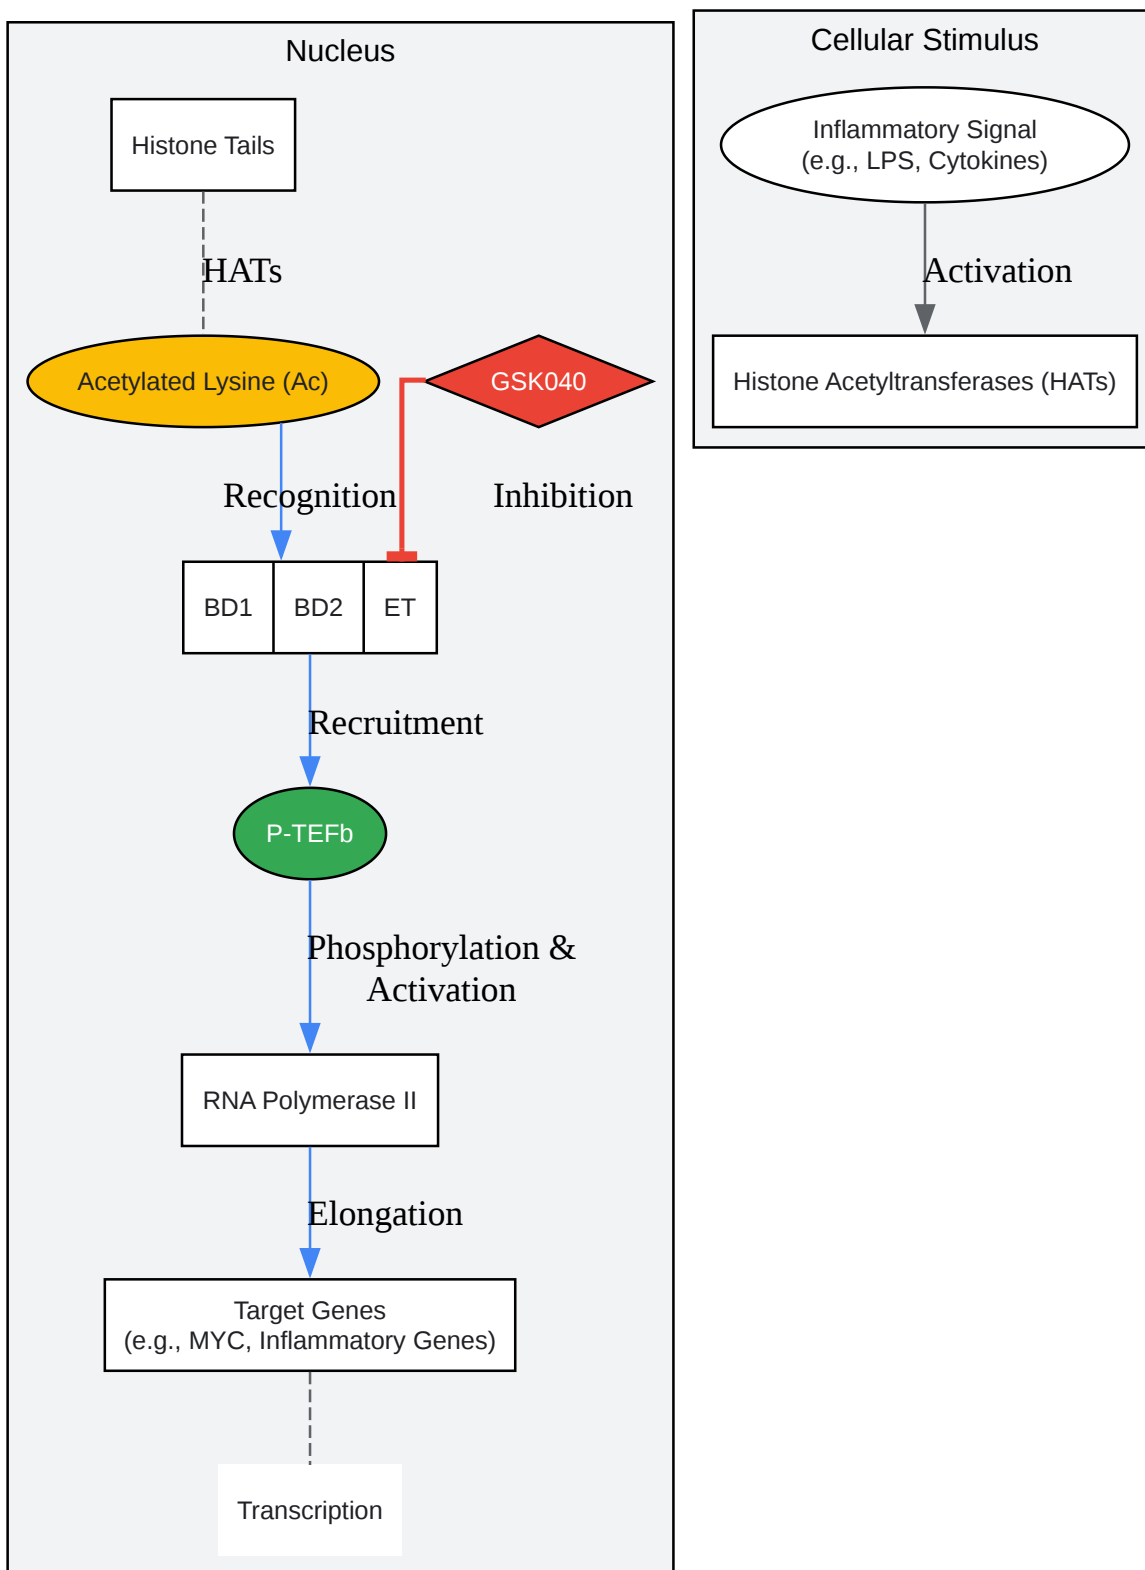 Nucleus
Histone Tails
HATs
Acetylated Lysine (Ac)
GSK040
Recognition
Inhibition
BD1
BD2
ET
Recruitment
P-TEFb
Phosphorylation &
Activation
RNA Polymerase II
Elongation
Target Genes
(e.g., MYC, Inflammatory Genes)
Transcription
Cellular Stimulus
Inflammatory Signal
(e.g., LPS, Cytokines)
Activation
Histone Acetyltransferases (HATs)